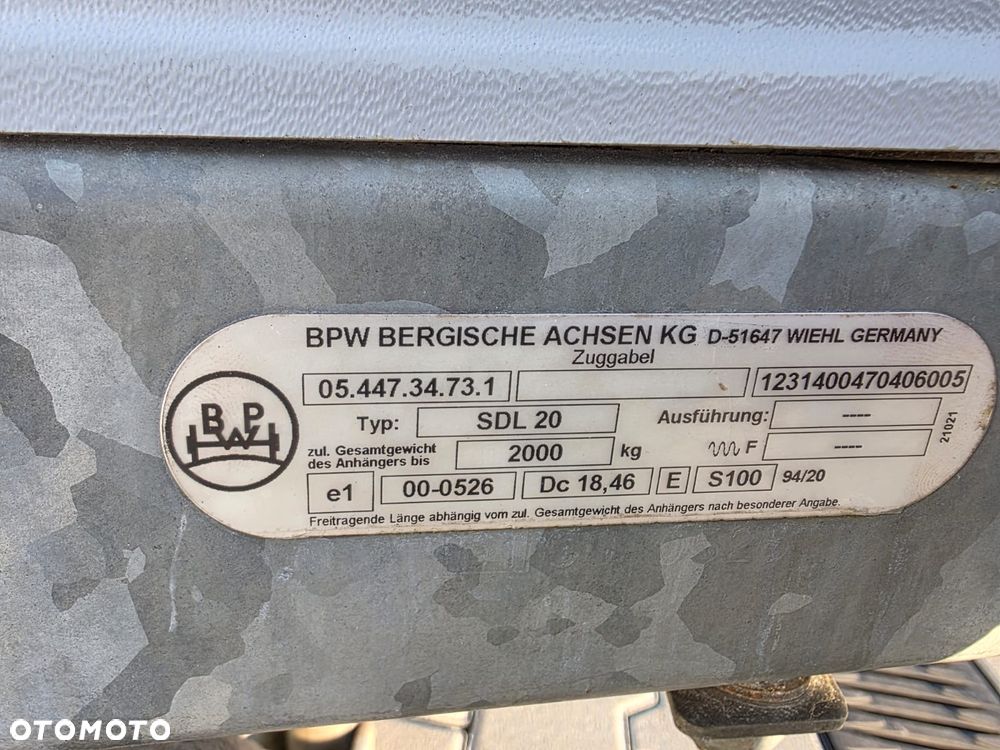 BPW BERGISCHE ACHSEN KG D-51647 WIEHL GERMANY
Zuggabel
05.447.34.73.1 1231400470406005
Typ: SDL 20 Ausführung: ----
zul. Gesamtgewicht
des Anhängers bis 2000 kg F ----
21021
e1 00-0526 Dc 18,46 E S100 94/20
Freitragende Länge abhängig vom zul. Gesamtgewicht des Anhängers nach besonderer Angabe.
BWP
OTOMOTO